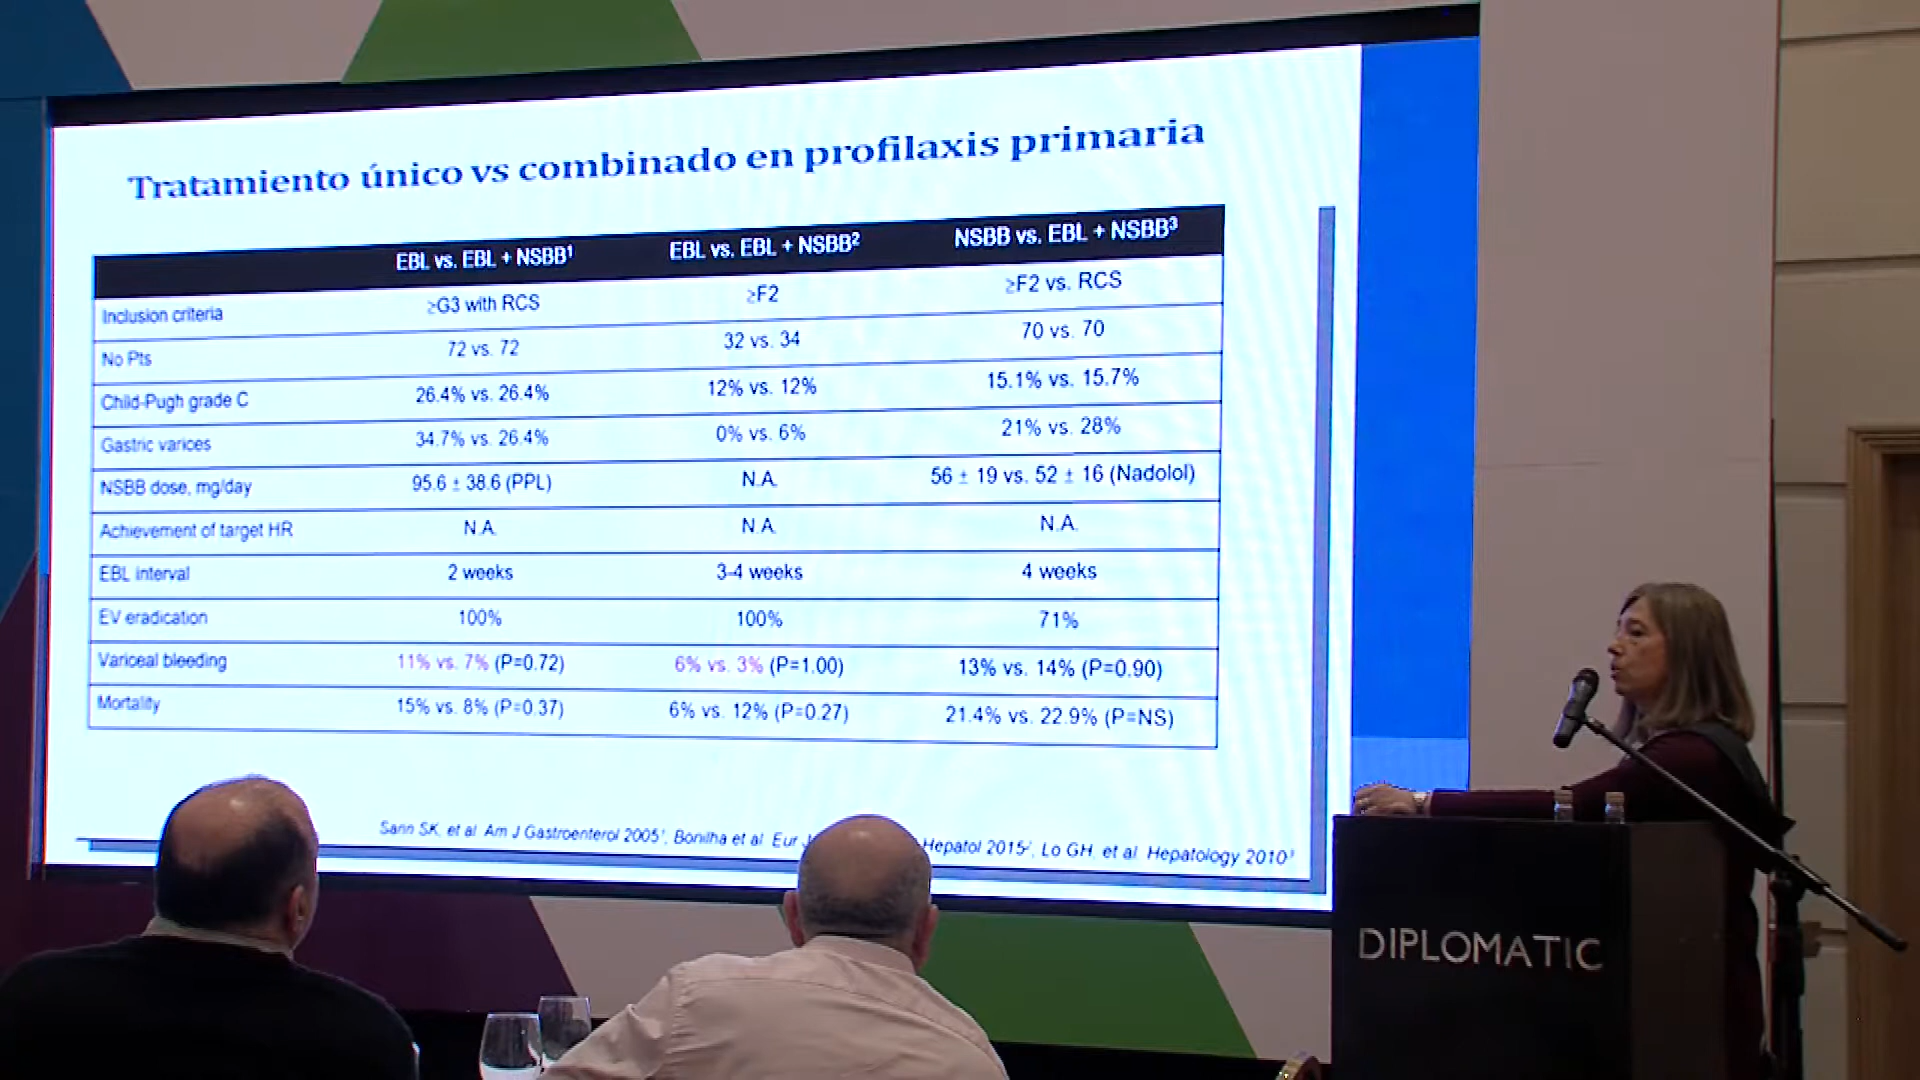 Tratamiento único vs combinado en profilaxis primaria
EBL vs. EBL + NSBB¹ EBL vs. EBL + NSBB² NSBB vs. EBL + NSBB³
Inclusion criteria ≥G3 with RCS ≥F2 ≥F2 vs. RCS
No Pts 72 vs. 72 32 vs. 34 70 vs. 70
Child-Pugh grade C 26.4% vs. 26.4% 12% vs. 12% 15.1% vs. 15.7%
Gastric varices 34.7% vs. 26.4% 0% vs. 6% 21% vs. 28%
NSBB dose, mg/day 95.6 ± 38.6 (PPL) N.A. 56 ± 19 vs. 52 ± 16 (Nadolol)
Achievement of target HR N.A. N.A. N.A.
EBL interval 2 weeks 3-4 weeks 4 weeks
EV eradication 100% 100% 71%
Variceal bleeding 11% vs. 7% (P=0.72) 6% vs. 3% (P=1.00) 13% vs. 14% (P=0.90)
Mortality 15% vs. 8% (P=0.37) 6% vs. 12% (P=0.27) 21.4% vs. 22.9% (P=NS)
SK, et al. Am J Gastroenterol 2005¹, Bonilha et al. Eur Hepatol 2015², Lo GH, et al. Hepatology 2010³
DIPLOMATIC